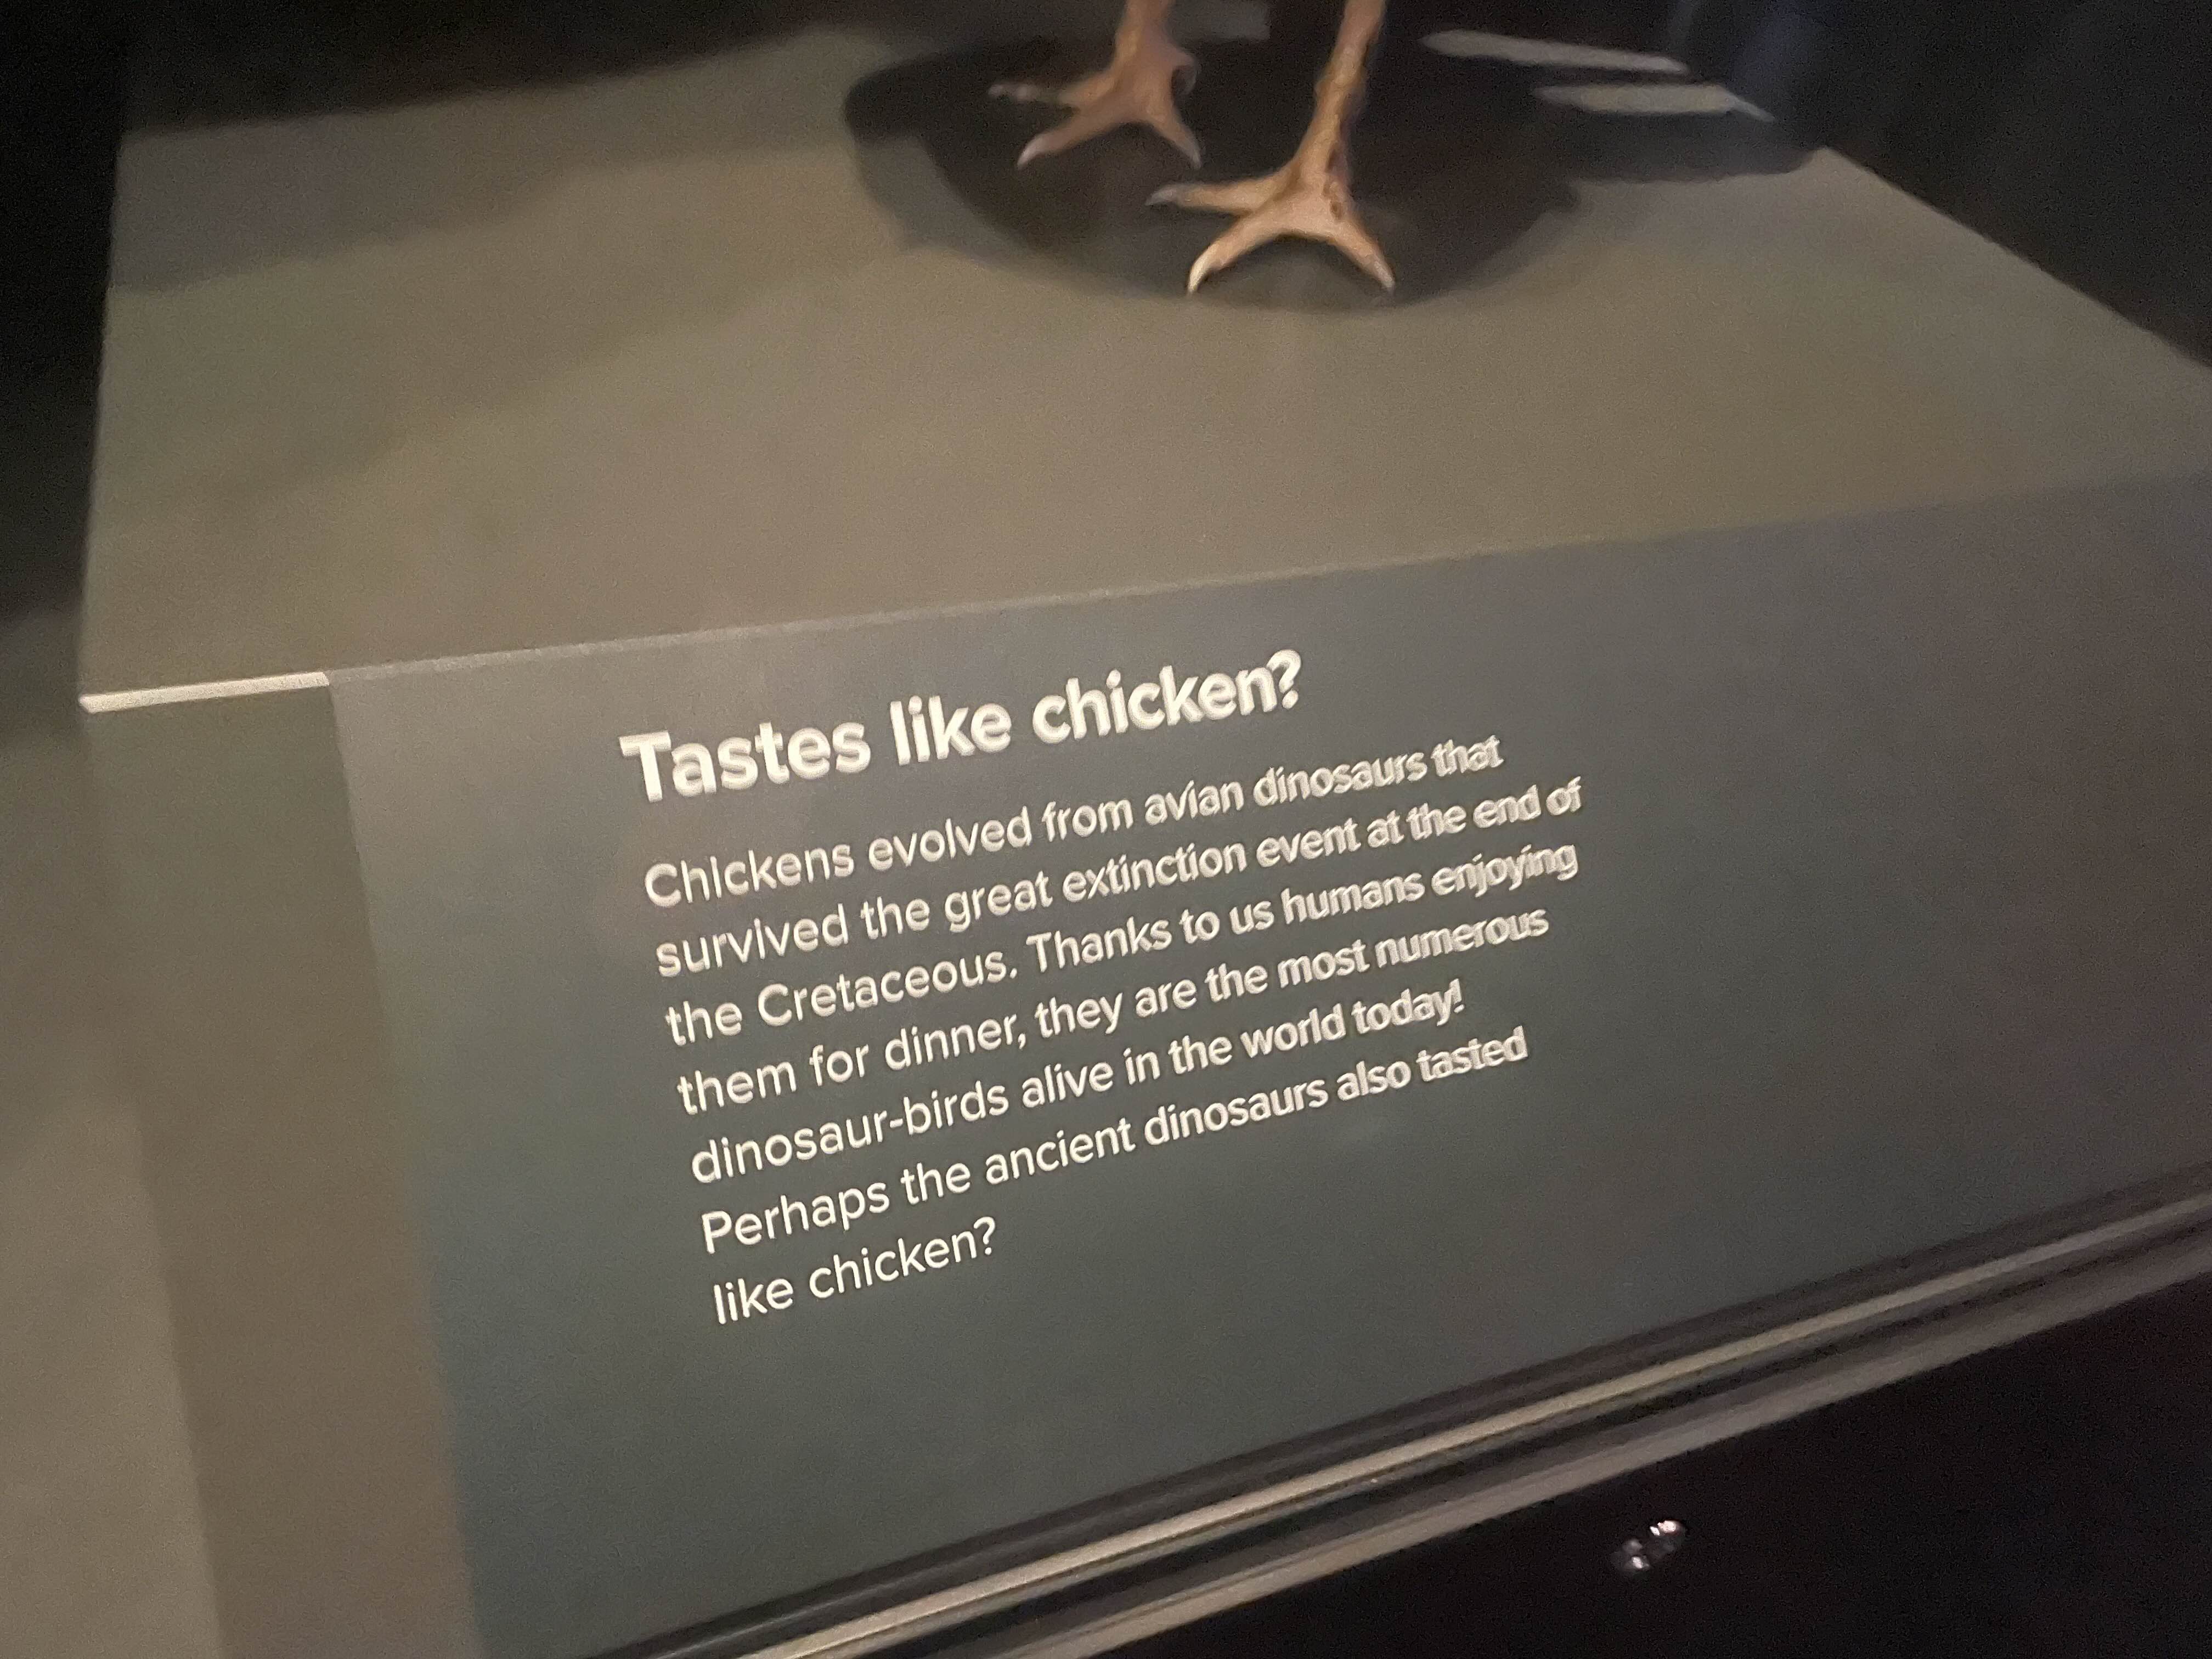 Tastes like chicken?
Chickens evolved from avian dinosaurs that
survived the great extinction event at the end of
the Cretaceous. Thanks to us humans enjoying
them for dinner, they are the most numerous
dinosaur-birds alive in the world today!
Perhaps the ancient dinosaurs also tasted
like chicken?